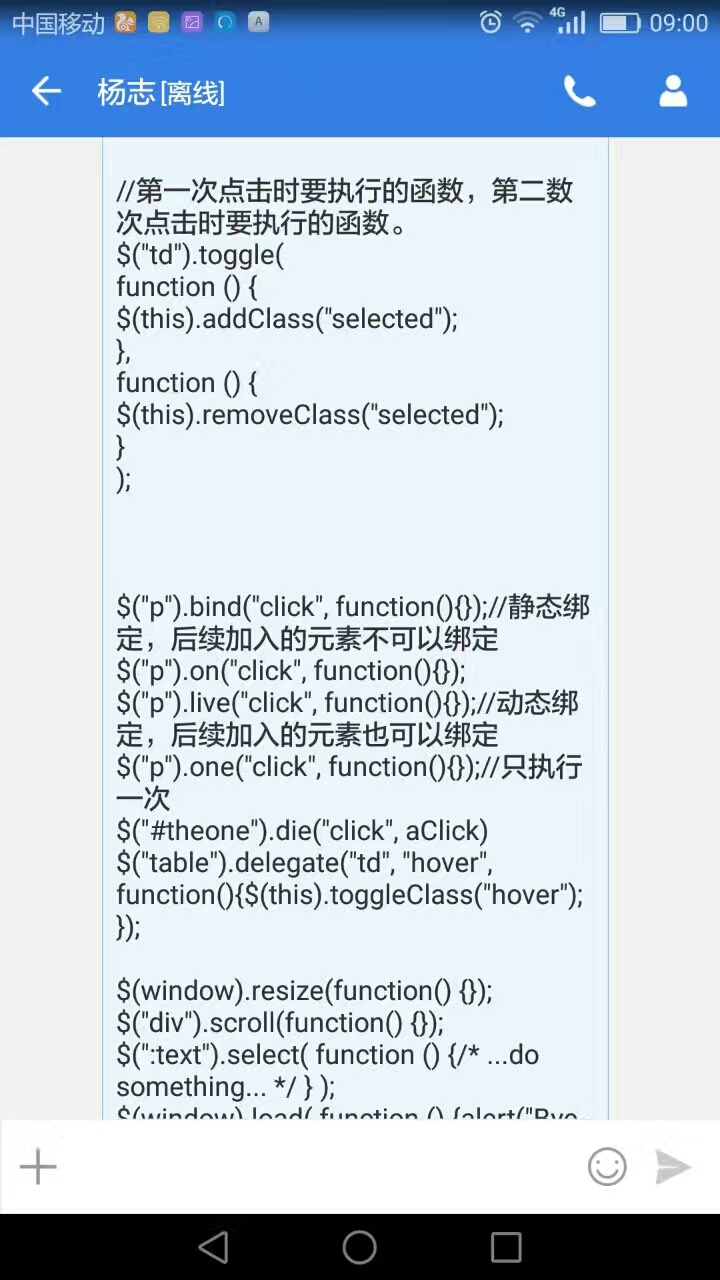 中国移动
4G
09:00
杨志[离线]
//第一次点击时要执行的函数，第二数
次点击时要执行的函数。
$("td").toggle(
function () {
$(this).addClass("selected");
},
function () {
$(this).removeClass("selected");
}
);
$("p").bind("click", function(){});//静态绑
定，后续加入的元素不可以绑定
$("p").on("click", function(){});
$("p").live("click", function(){});//动态绑
定，后续加入的元素也可以绑定
$("p").one("click", function(){});//只执行
一次
$("#theone").die("click", aClick)
$("table").delegate("td", "hover",
function(){$(this).toggleClass("hover");
});
$(window).resize(function() {});
$("div").scroll(function() {});
$(":text").select( function () {/* ...do
something... */ } );
$(window).load( function () {alert("Bye